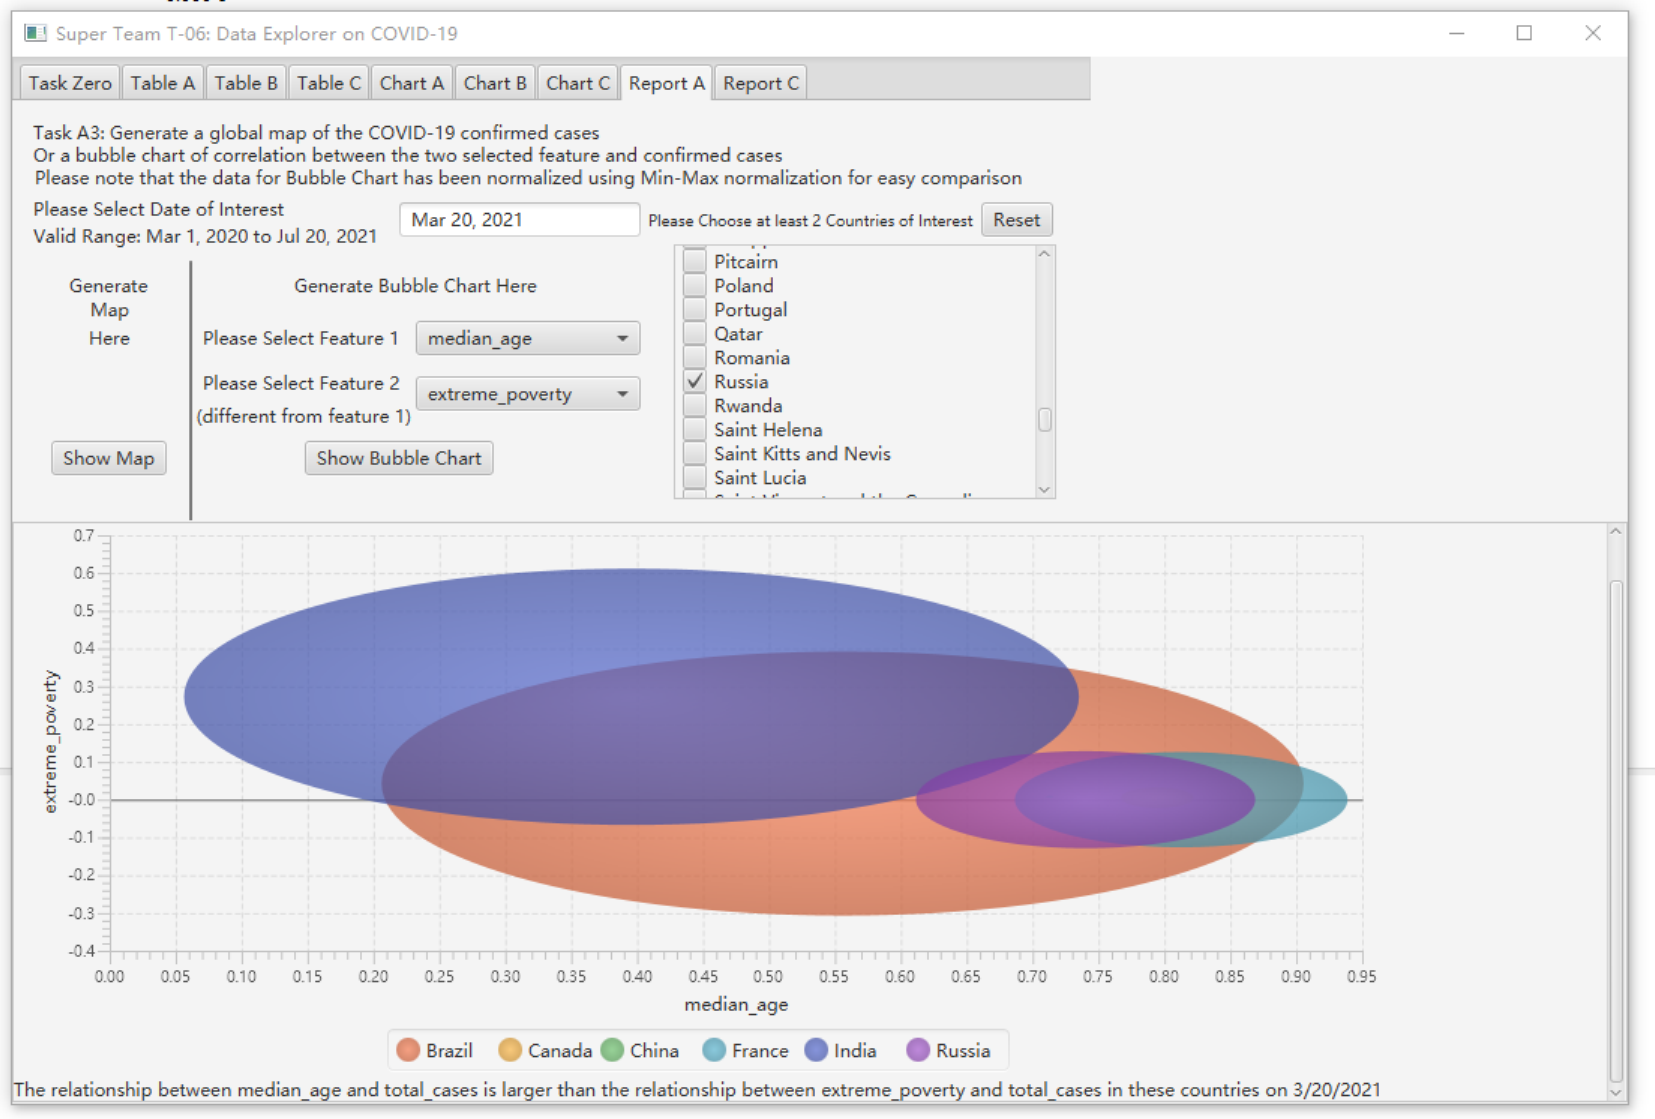 Super Team T-06: Data Explorer on COVID-19
Task Zero Table A Table B Table C Chart A Chart B Chart C Report A Report C
Task A3: Generate a global map of the COVID-19 confirmed cases
Or a bubble chart of correlation between the two selected feature and confirmed cases
Please note that the data for Bubble Chart has been normalized using Min-Max normalization for easy comparison
Please Select Date of Interest
Valid Range: Mar 1, 2020 to Jul 20, 2021
Mar 20, 2021
Please Choose at least 2 Countries of Interest
Reset
Generate
Map
Here
Show Map
Generate Bubble Chart Here
Please Select Feature 1
median_age
Please Select Feature 2
(different from feature 1)
extreme_poverty
Show Bubble Chart
Pitcairn
Poland
Portugal
Qatar
Romania
Russia
Rwanda
Saint Helena
Saint Kitts and Nevis
Saint Lucia
extreme_poverty
0.7
0.6
0.5
0.4
0.3
0.2
0.1
-0.0
-0.1
-0.2
-0.3
-0.4
0.00 0.05 0.10 0.15 0.20 0.25 0.30 0.35 0.40 0.45 0.50 0.55 0.60 0.65 0.70 0.75 0.80 0.85 0.90 0.95
median_age
Brazil Canada China France India Russia
The relationship between median_age and total_cases is larger than the relationship between extreme_poverty and total_cases in these countries on 3/20/2021